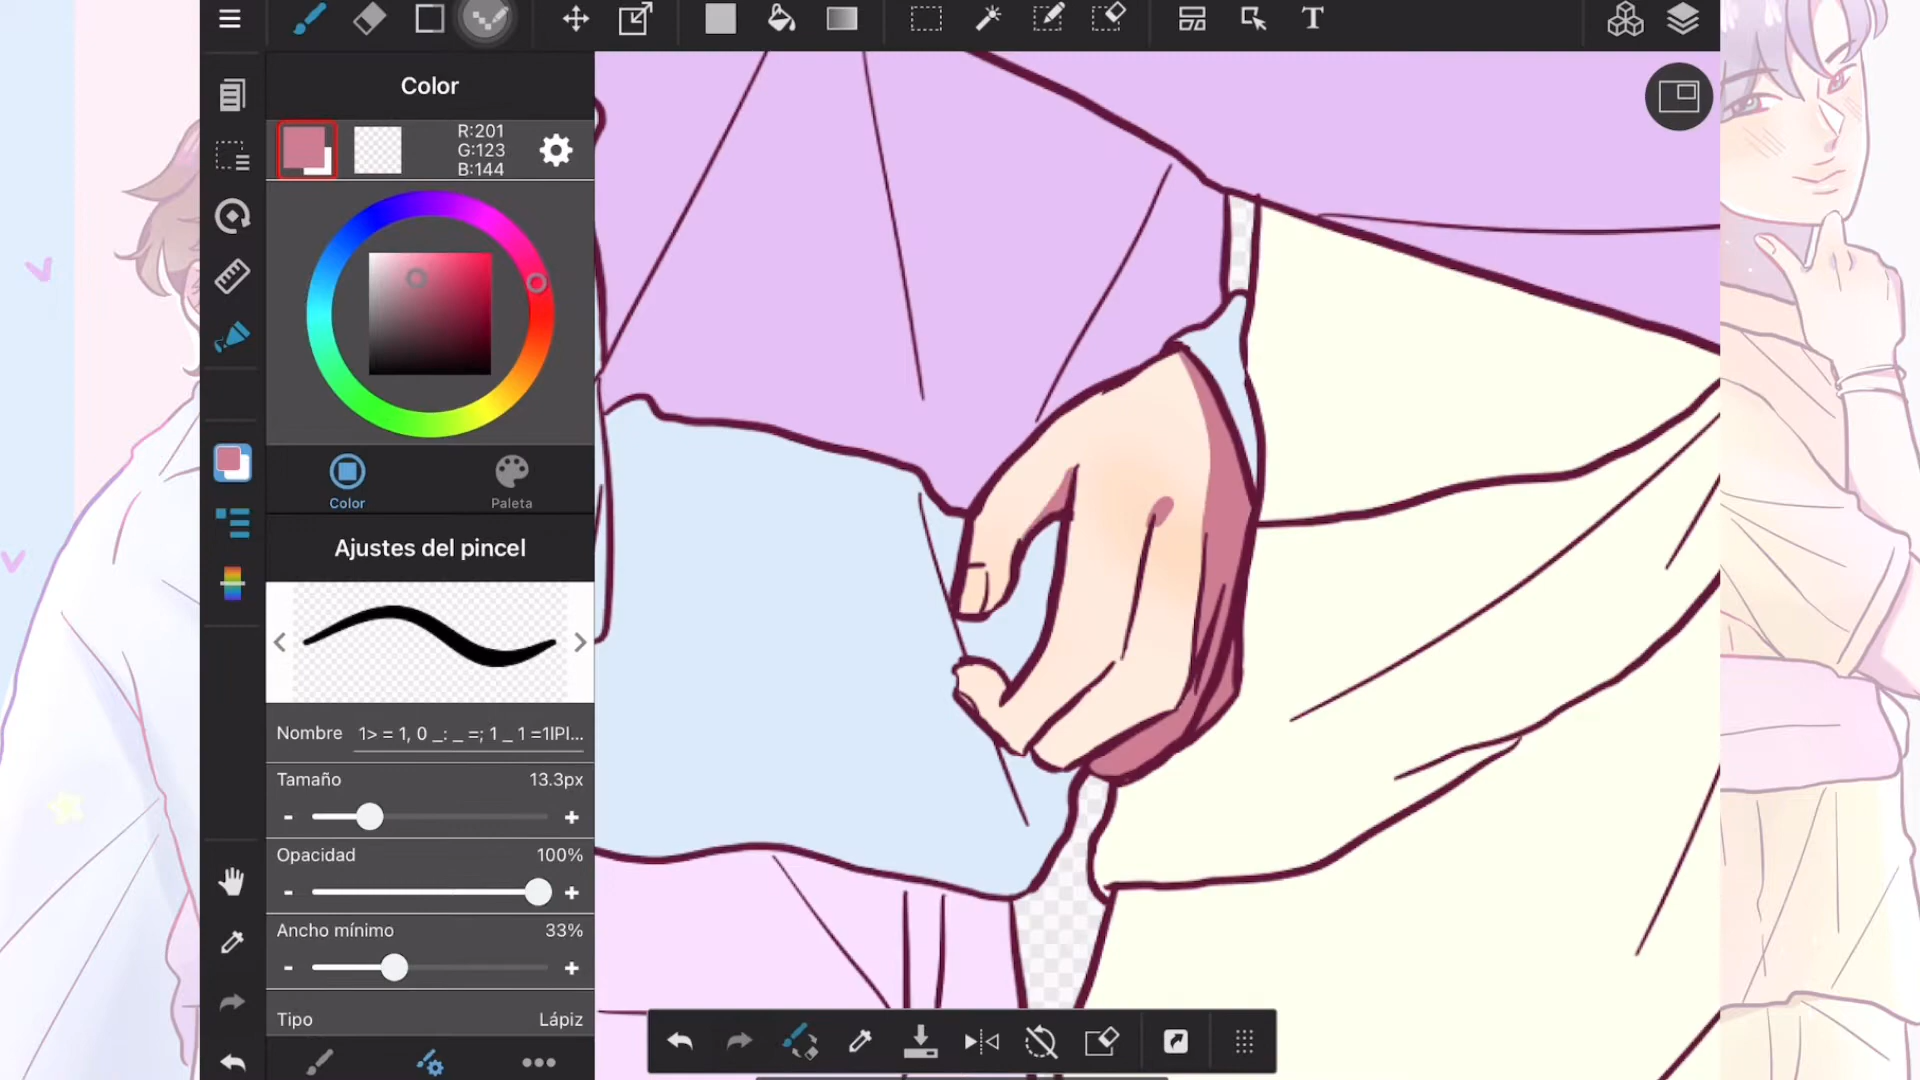 Color
R:201
G:123
B:144
Color
Paleta
Ajustes del pincel
Nombre 1> = 1, 0 _: _ =; 1 _ 1 =1lPl...
Tamaño 13.3px
- +
Opacidad 100%
- +
Ancho mínimo 33%
- +
Tipo Lápiz